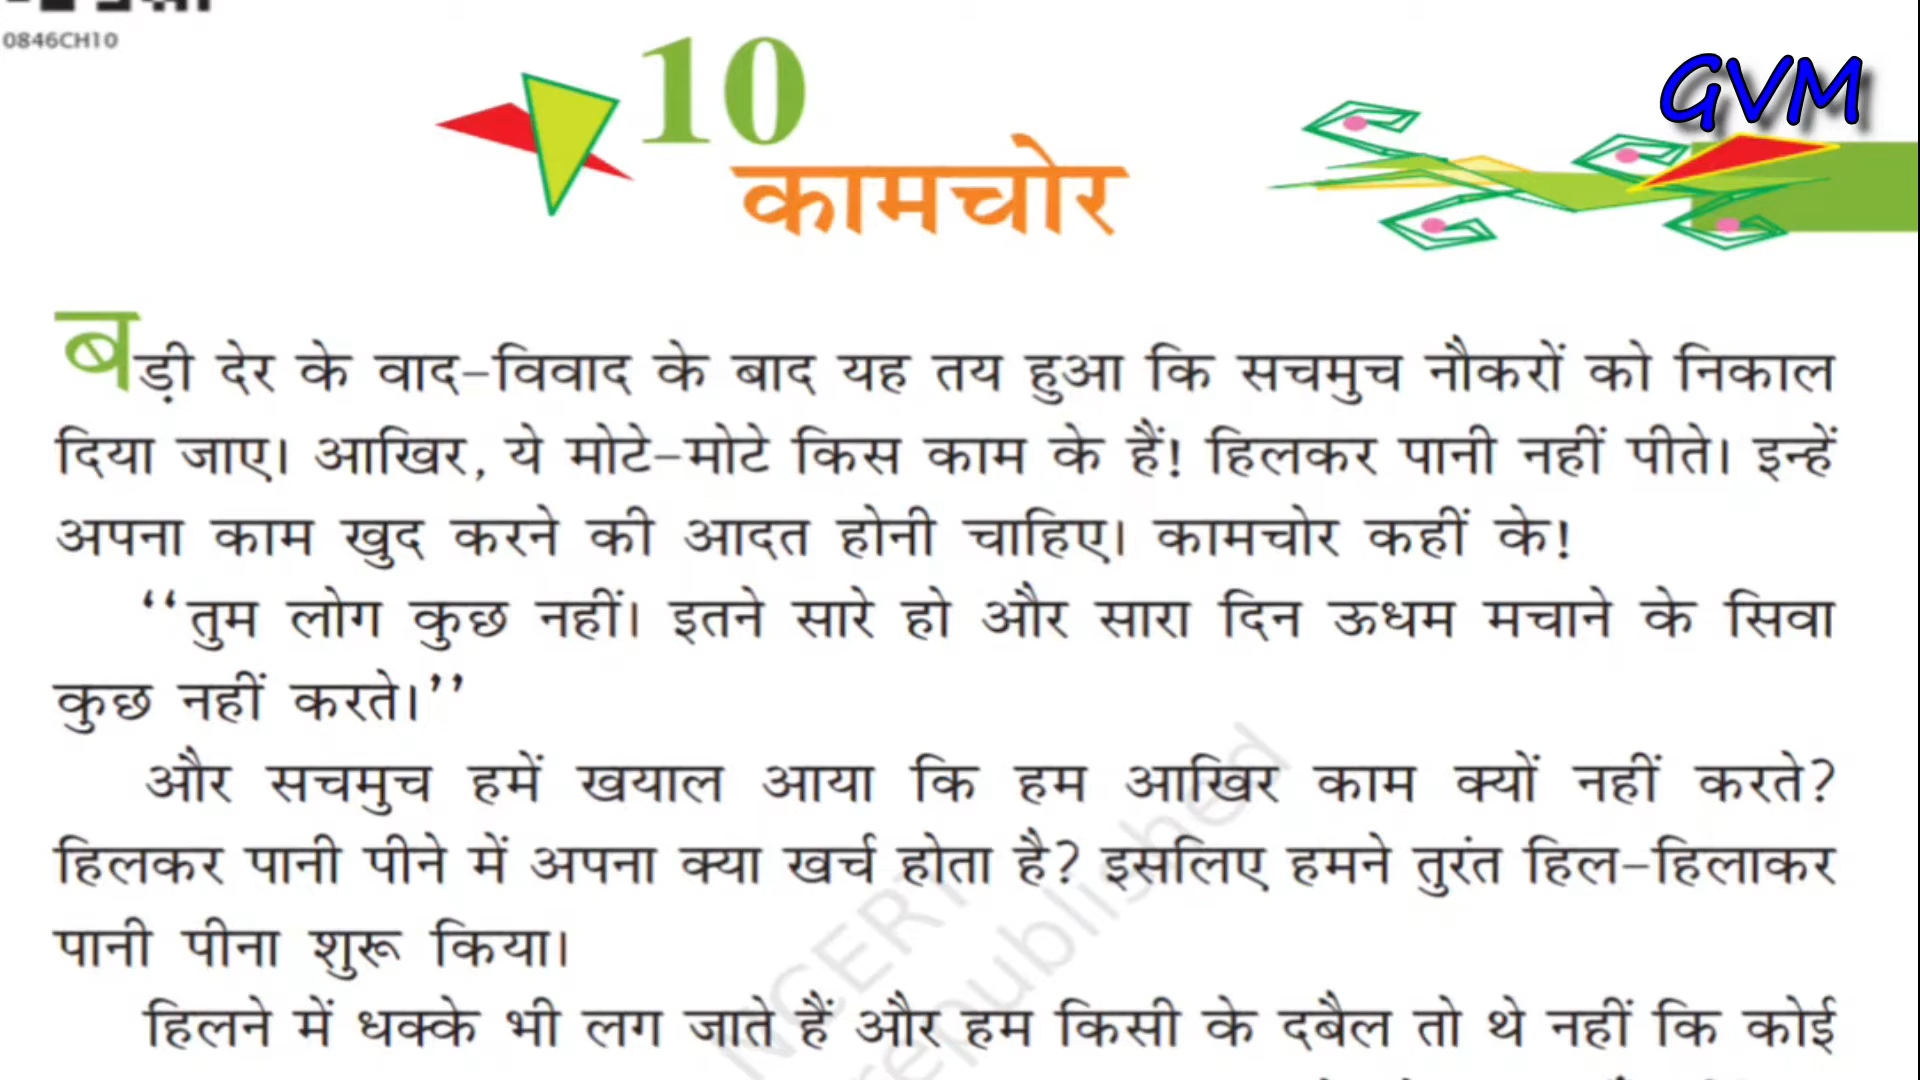 0846CH10
GVM
10
कामचोर
बड़ी देर के वाद-विवाद के बाद यह तय हुआ कि सचमुच नौकरों को निकाल
दिया जाए। आखिर, ये मोटे-मोटे किस काम के हैं! हिलकर पानी नहीं पीते। इन्हें
अपना काम खुद करने की आदत होनी चाहिए। कामचोर कहीं के!
‘‘तुम लोग कुछ नहीं। इतने सारे हो और सारा दिन ऊधम मचाने के सिवा
कुछ नहीं करते।’’
और सचमुच हमें खयाल आया कि हम आखिर काम क्यों नहीं करते?
हिलकर पानी पीने में अपना क्या खर्च होता है? इसलिए हमने तुरंत हिल-हिलाकर
पानी पीना शुरू किया।
हिलने में धक्के भी लग जाते हैं और हम किसी के दबैल तो थे नहीं कि कोई
NCERT
republished